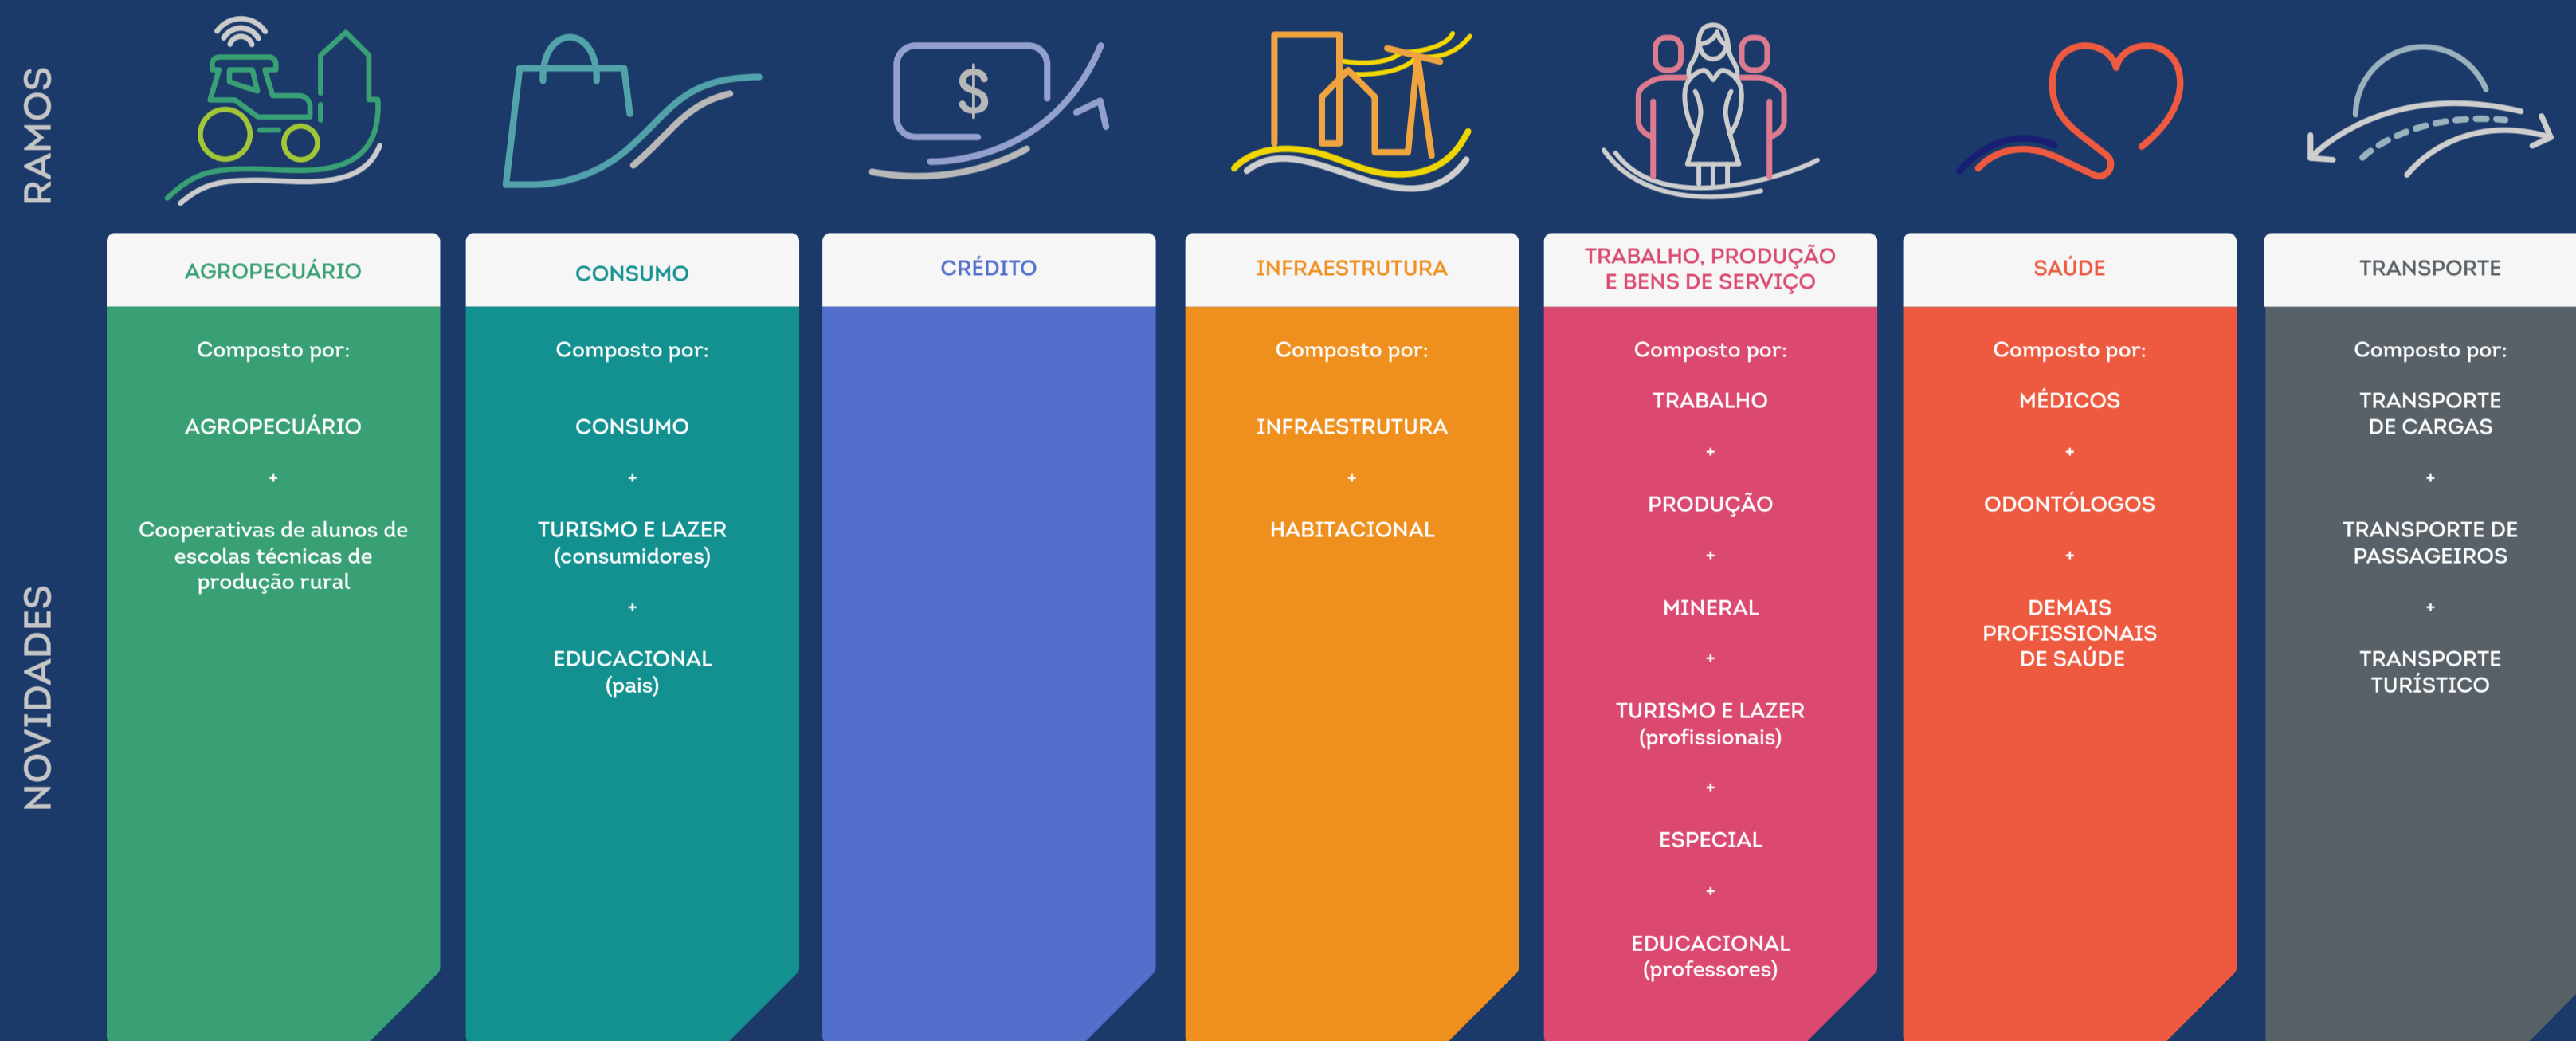 RAMOS
NOVIDADES
$
AGROPECUÁRIO
Composto por:
AGROPECUÁRIO
+
Cooperativas de alunos de
escolas técnicas de
produção rural
CONSUMO
Composto por:
CONSUMO
+
TURISMO E LAZER
(consumidores)
+
EDUCACIONAL
(pais)
CRÉDITO
INFRAESTRUTURA
Composto por:
INFRAESTRUTURA
+
HABITACIONAL
TRABALHO, PRODUÇÃO
E BENS DE SERVIÇO
Composto por:
TRABALHO
+
PRODUÇÃO
+
MINERAL
+
TURISMO E LAZER
(profissionais)
+
ESPECIAL
+
EDUCACIONAL
(professores)
SAÚDE
Composto por:
MÉDICOS
+
ODONTÓLOGOS
+
DEMAIS
PROFISSIONAIS
DE SAÚDE
TRANSPORTE
Composto por:
TRANSPORTE
DE CARGAS
+
TRANSPORTE DE
PASSAGEIROS
+
TRANSPORTE
TURÍSTICO